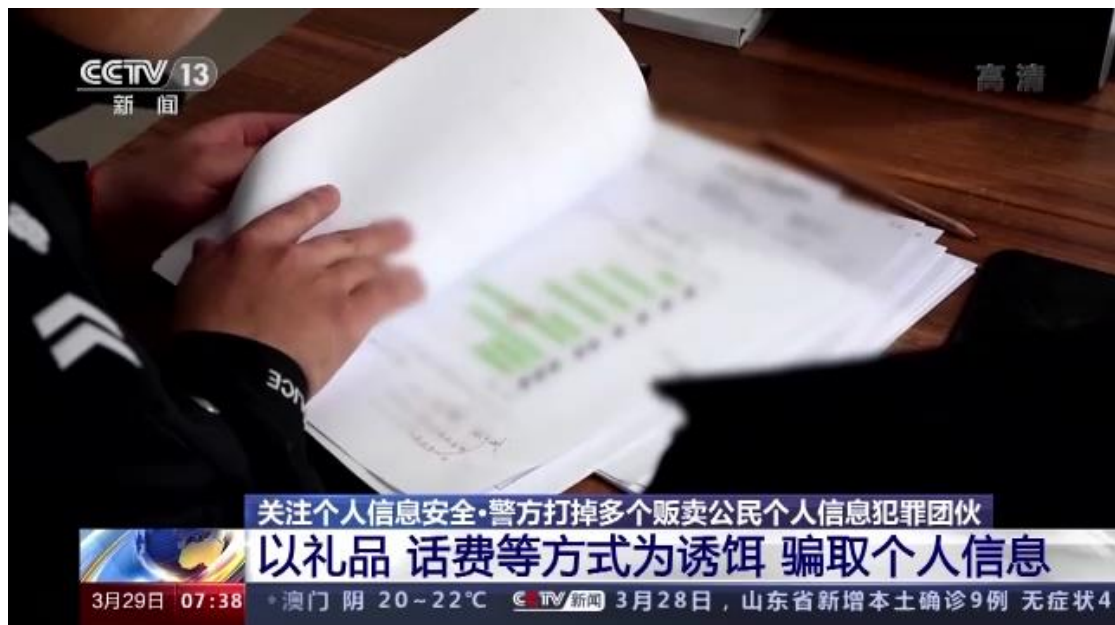 CCTV 13
新闻
高清
POLICE
关注个人信息安全·警方打掉多个贩卖公民个人信息犯罪团伙
以礼品 话费等方式为诱饵 骗取个人信息
3月29日 07:38 澳门 阴 20~22℃ CCTV新闻 3月28日，山东省新增本土确诊9例 无症状4